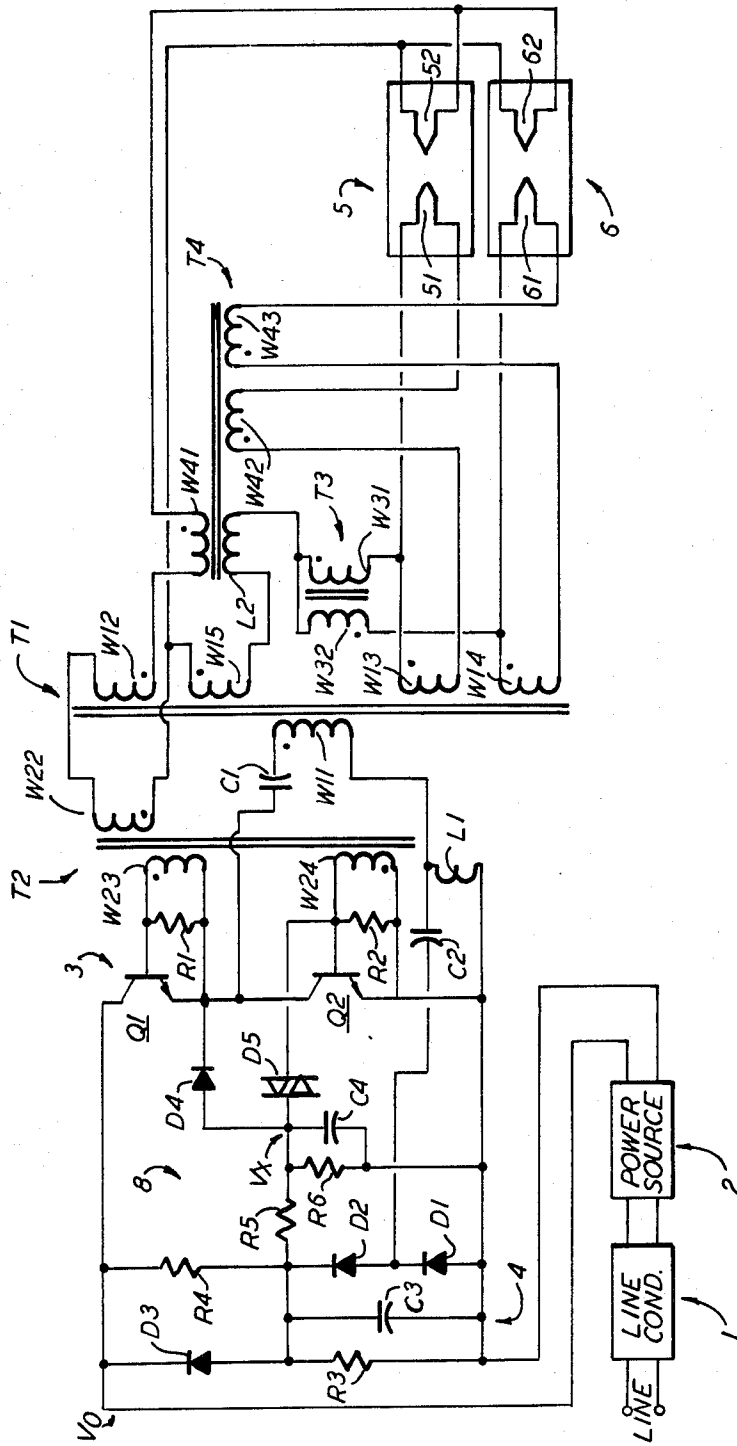 T1
T2
W22
W12
W41
T4
W15
L2
W42
W43
T3
W32
W31
W13
W14
5
51
52
6
61
62
3
W23
R1
Q1
C1
W11
W24
R2
Q2
L1
C2
8
D4
D5
VX
C4
R5
R6
D2
D1
R4
D3
C3
R3
4
VO
LINE
LINE
COND.
1
POWER
SOURCE
2